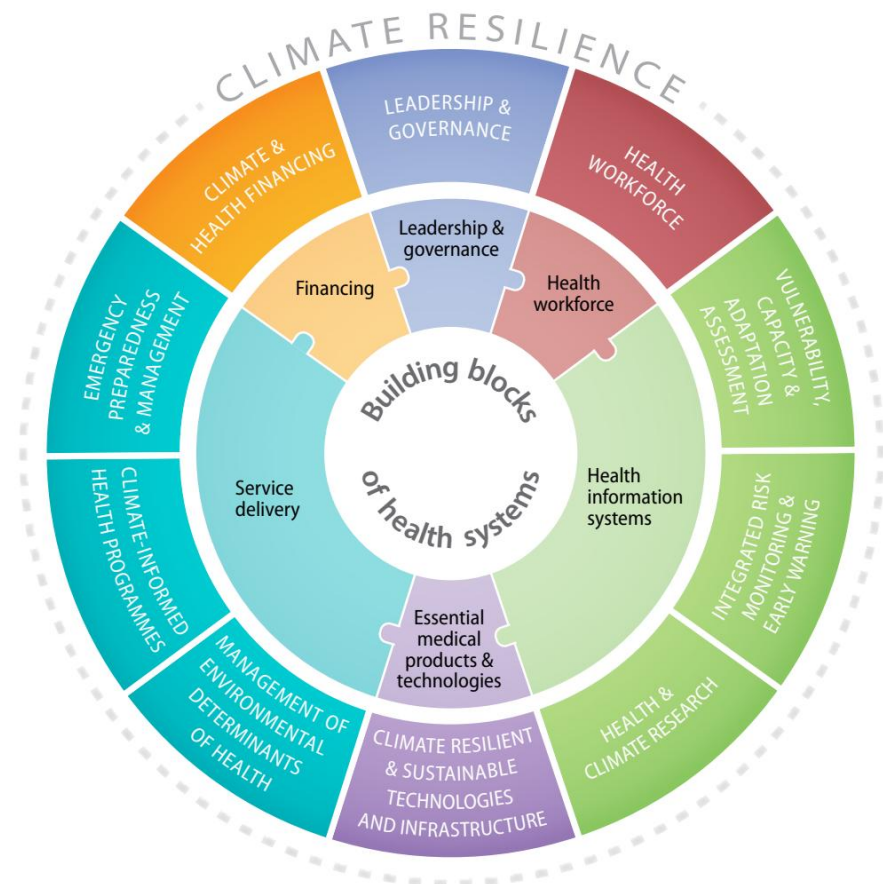 CLIMATE RESILIENCE
LEADERSHIP &
GOVERNANCE
HEALTH
WORKFORCE
VULNERABILITY,
CAPACITY &
ADAPTATION
ASSESSMENT
INTEGRATED RISK
MONITORING &
EARLY WARNING
HEALTH &
CLIMATE RESEARCH
CLIMATE RESILIENT
& SUSTAINABLE
TECHNOLOGIES
AND INFRASTRUCTURE
MANAGEMENT OF
ENVIRONMENTAL
DETERMINANTS
OF HEALTH
CLIMATE-INFORMED
HEALTH PROGRAMMES
EMERGENCY
PREPAREDNESS
& MANAGEMENT
CLIMATE &
HEALTH FINANCING
Leadership &
governance
Health
workforce
Health
information
systems
Essential
medical
products &
technologies
Service
delivery
Financing
Building blocks
of health systems